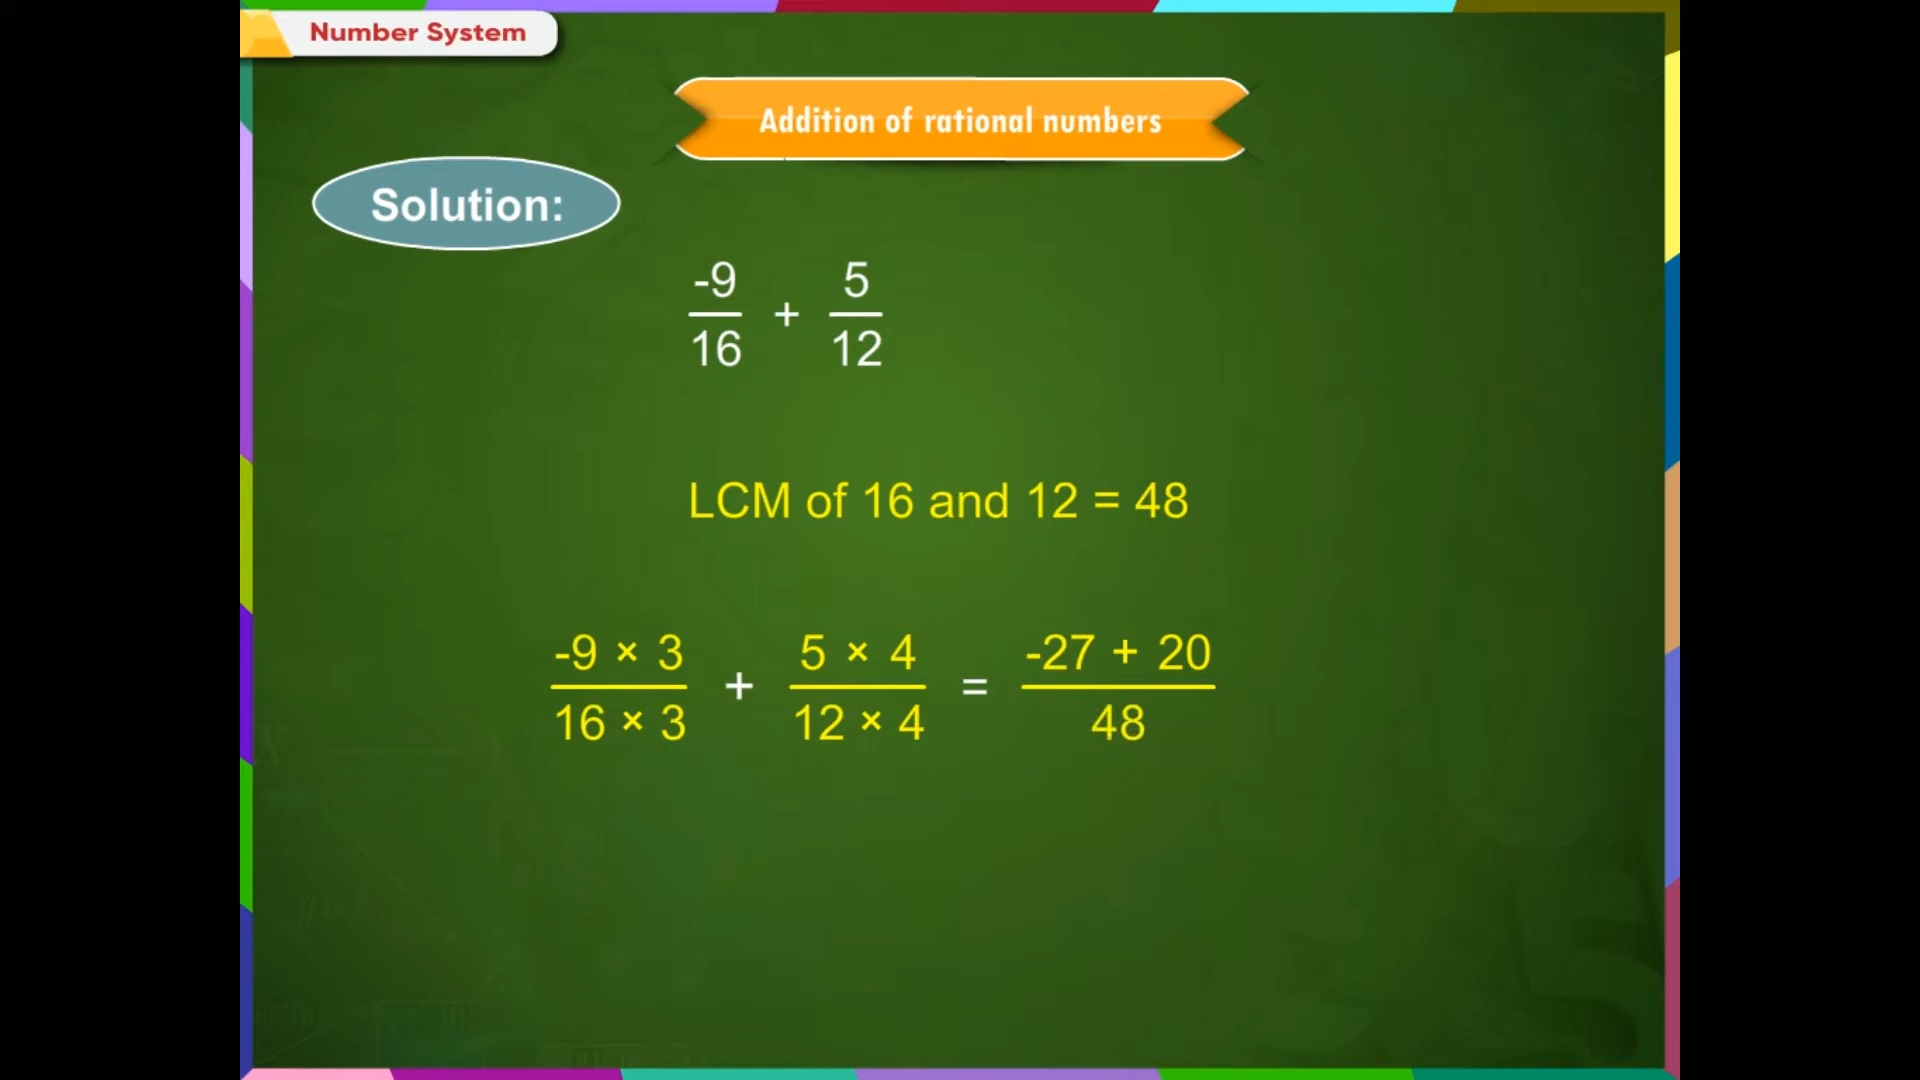 Number System
Addition of rational numbers
Solution:
-9/16 + 5/12
LCM of 16 and 12 = 48
-9 × 3/16 × 3 + 5 × 4/12 × 4 = -27 + 20/48